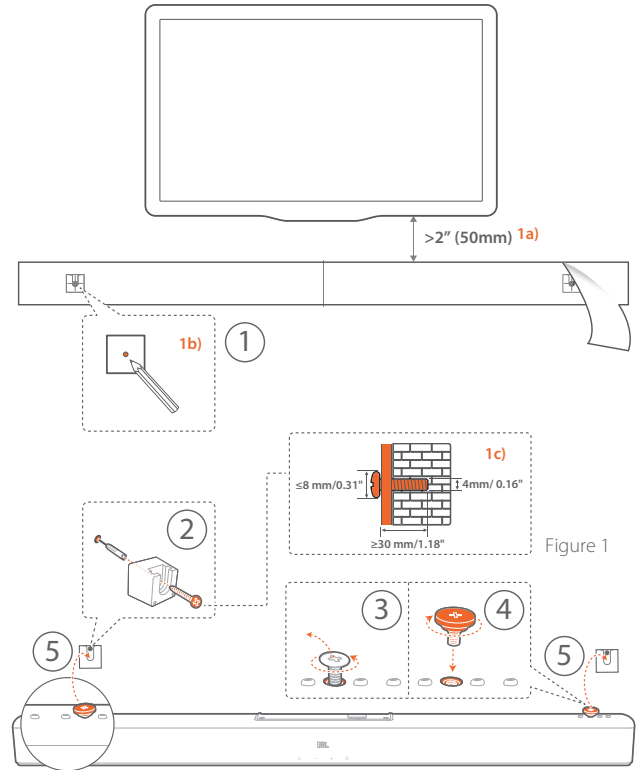 >2” (50mm) 1a)
1b)
1
1c)
≤8 mm/0.31"
4mm/ 0.16"
≥30 mm/1.18"
2
Figure 1
3
4
5
5
JBL